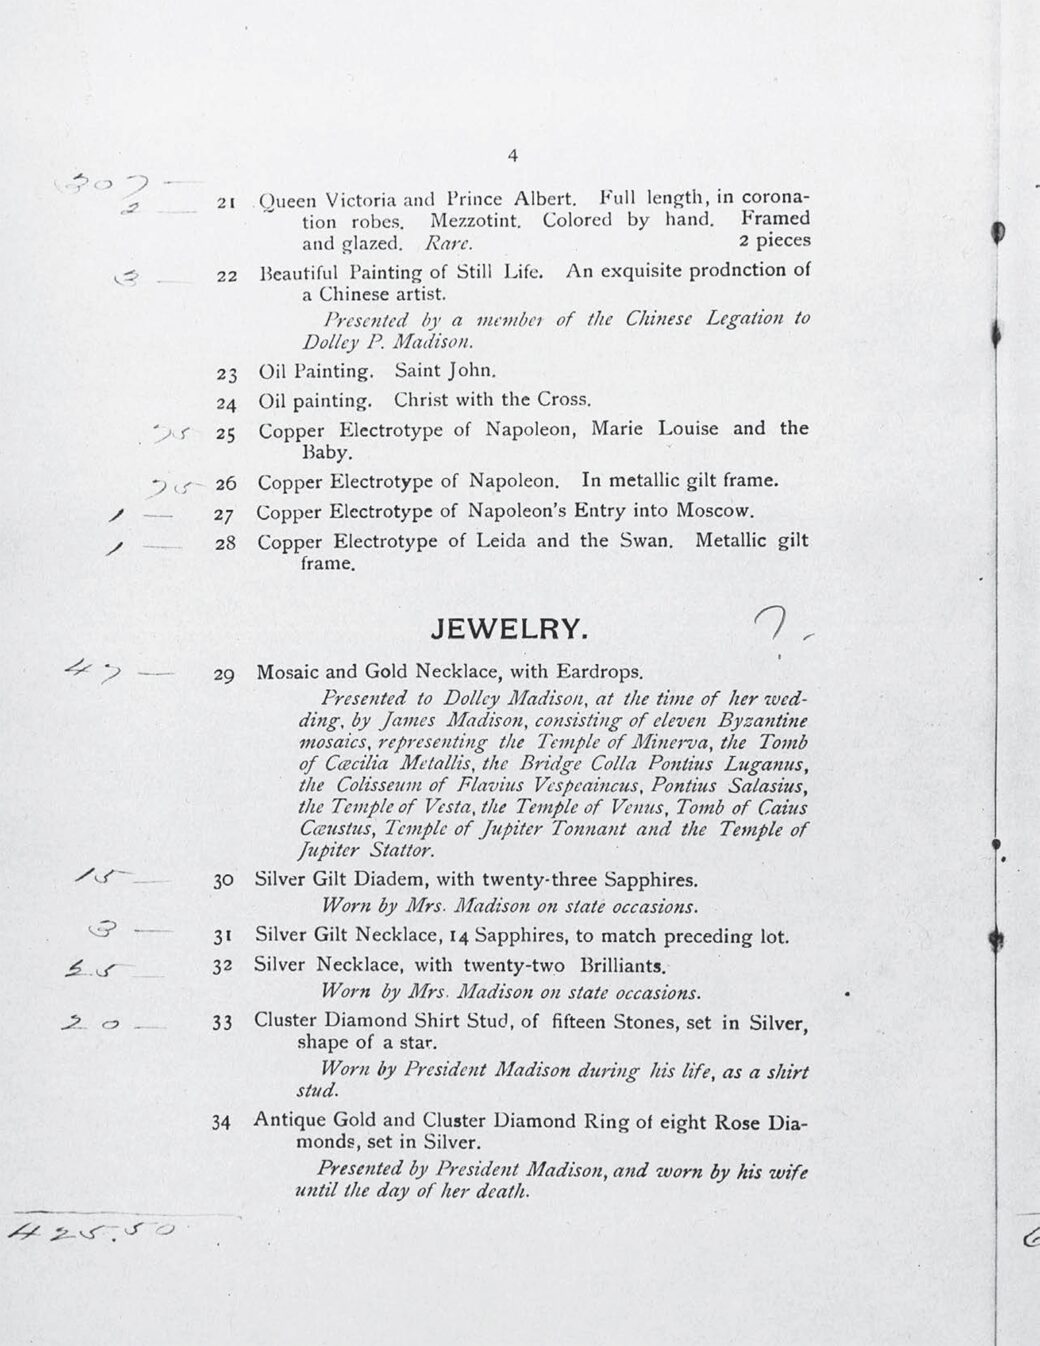 4
307 —
2 —
21 Queen Victoria and Prince Albert. Full length, in corona-
tion robes. Mezzotint. Colored by hand. Framed
and glazed. Rare. 2 pieces
3 — 22 Beautiful Painting of Still Life. An exquisite prodnction of
a Chinese artist.
Presented by a member of the Chinese Legation to
Dolley P. Madison.
23 Oil Painting. Saint John.
24 Oil painting. Christ with the Cross.
75 25 Copper Electrotype of Napoleon, Marie Louise and the
Baby.
75 26 Copper Electrotype of Napoleon. In metallic gilt frame.
1 — 27 Copper Electrotype of Napoleon's Entry into Moscow.
1 — 28 Copper Electrotype of Leida and the Swan. Metallic gilt
frame.
JEWELRY.
47 — 29 Mosaic and Gold Necklace, with Eardrops.
Presented to Dolley Madison, at the time of her wed-
ding, by James Madison, consisting of eleven Byzantine
mosaics, representing the Temple of Minerva, the Tomb
of Cæcilia Metallis, the Bridge Colla Pontius Luganus,
the Colisseum of Flavius Vespeaincus, Pontius Salasius,
the Temple of Vesta, the Temple of Venus, Tomb of Caius
Cæustus, Temple of Jupiter Tonnant and the Temple of
Jupiter Stattor.
15 — 30 Silver Gilt Diadem, with twenty-three Sapphires.
Worn by Mrs. Madison on state occasions.
3 — 31 Silver Gilt Necklace, 14 Sapphires, to match preceding lot.
25 — 32 Silver Necklace, with twenty-two Brilliants.
Worn by Mrs. Madison on state occasions.
20 — 33 Cluster Diamond Shirt Stud, of fifteen Stones, set in Silver,
shape of a star.
Worn by President Madison during his life, as a shirt
stud.
34 Antique Gold and Cluster Diamond Ring of eight Rose Dia-
monds, set in Silver.
Presented by President Madison, and worn by his wife
until the day of her death.
425.50